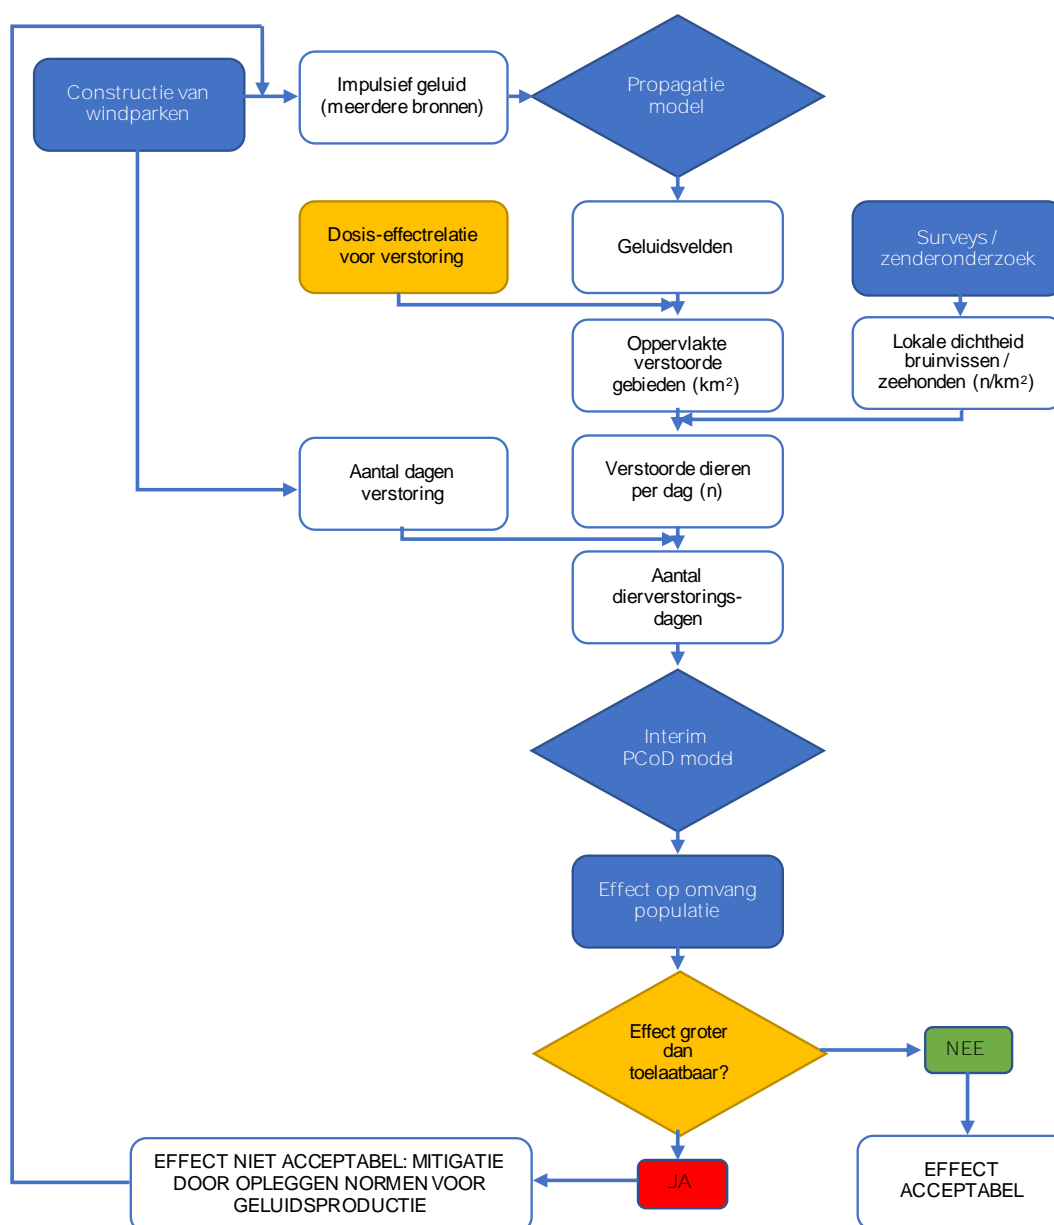 Constructie van
windparken
Impulsief geluid
(meerdere bronnen)
Propagatie
model
Dosis-effectrelatie
voor verstoring
Geluidsvelden
Surveys /
zenderonderzoek
Oppervlakte
verstoorde
gebieden (km²)
Lokale dichtheid
bruinvissen /
zeehonden (n/km²)
Aantal dagen
verstoring
Verstoorde dieren
per dag (n)
Aantal
dierverstorings-
dagen
Interim
PCoD model
Effect op omvang
populatie
Effect groter
dan
toelaatbaar?
NEE
JA
EFFECT NIET ACCEPTABEL: MITIGATIE
DOOR OPLEGGEN NORMEN VOOR
GELUIDSPRODUCTIE
EFFECT
ACCEPTABEL